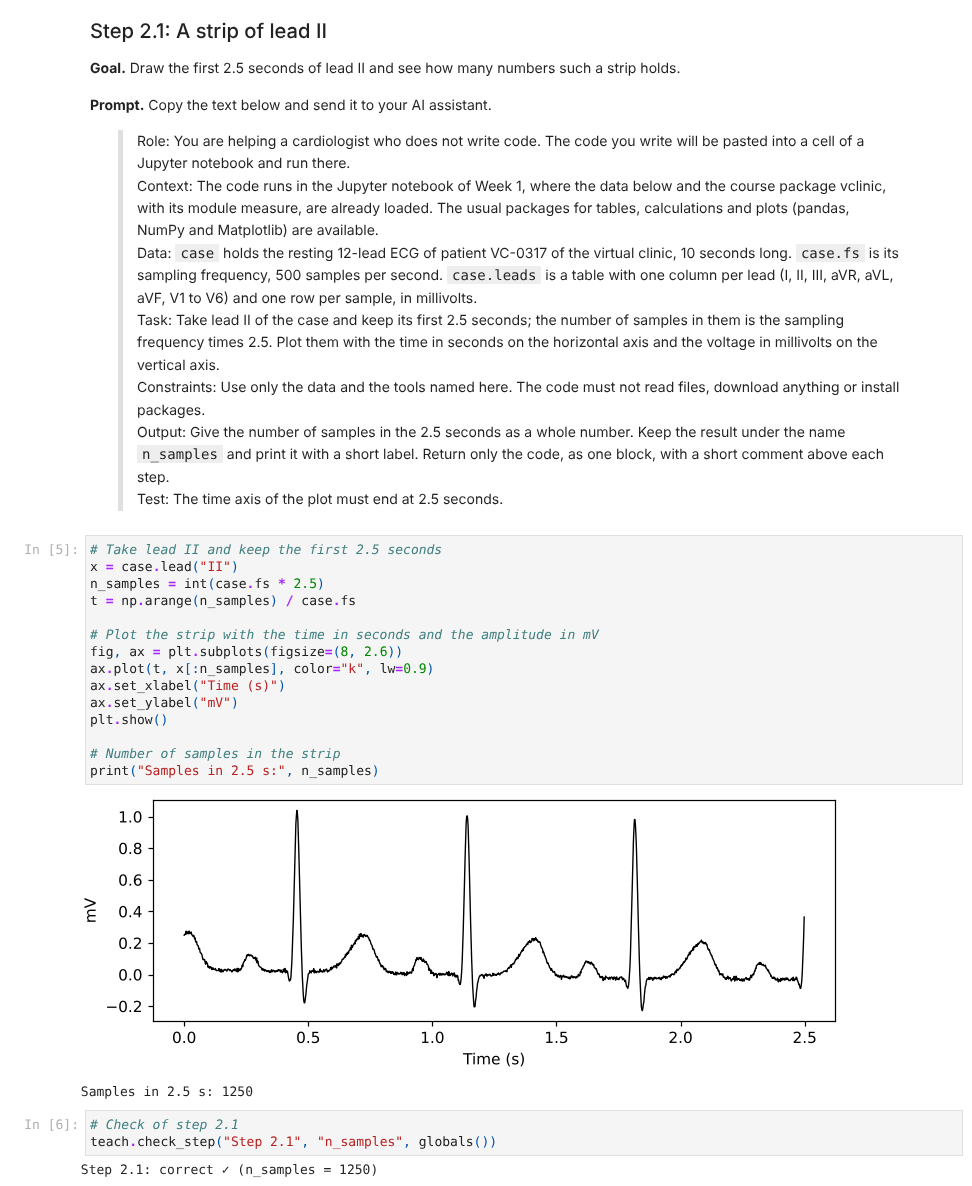 Step 2.1: A strip of lead II
Goal. Draw the first 2.5 seconds of lead II and see how many numbers such a strip holds.
Prompt. Copy the text below and send it to your AI assistant.
Role: You are helping a cardiologist who does not write code. The code you write will be pasted into a cell of a
Jupyter notebook and run there.
Context: The code runs in the Jupyter notebook of Week 1, where the data below and the course package vclinic,
with its module measure, are already loaded. The usual packages for tables, calculations and plots (pandas,
NumPy and Matplotlib) are available.
Data: case holds the resting 12-lead ECG of patient VC-0317 of the virtual clinic, 10 seconds long. case.fs is its
sampling frequency, 500 samples per second. case.leads is a table with one column per lead (I, II, III, aVR, aVL,
aVF, V1 to V6) and one row per sample, in millivolts.
Task: Take lead II of the case and keep its first 2.5 seconds; the number of samples in them is the sampling
frequency times 2.5. Plot them with the time in seconds on the horizontal axis and the voltage in millivolts on the
vertical axis.
Constraints: Use only the data and the tools named here. The code must not read files, download anything or install
packages.
Output: Give the number of samples in the 2.5 seconds as a whole number. Keep the result under the name
n_samples and print it with a short label. Return only the code, as one block, with a short comment above each
step.
Test: The time axis of the plot must end at 2.5 seconds.
In [5]:
# Take lead II and keep the first 2.5 seconds
x = case.lead("II")
n_samples = int(case.fs * 2.5)
t = np.arange(n_samples) / case.fs
# Plot the strip with the time in seconds and the amplitude in mV
fig, ax = plt.subplots(figsize=(8, 2.6))
ax.plot(t, x[:n_samples], color="k", lw=0.9)
ax.set_xlabel("Time (s)")
ax.set_ylabel("mV")
plt.show()
# Number of samples in the strip
print("Samples in 2.5 s:", n_samples)
1.0
0.8
0.6
0.4
0.2
0.0
−0.2
mV
0.0 0.5 1.0 1.5 2.0 2.5
Time (s)
Samples in 2.5 s: 1250
In [6]:
# Check of step 2.1
teach.check_step("Step 2.1", "n_samples", globals())
Step 2.1: correct ✓ (n_samples = 1250)